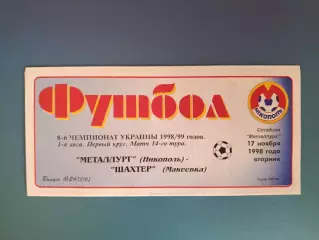 Футбол
НИКОПОЛЬ
8-й ЧЕМПИОНАТ УКРАИНЫ 1998/99 годов.
1-я лига. Первый круг. Матч 14-го тура.
Стадион
"Металлург"
17 ноября
1998 года
вторник
"МЕТАЛЛУРГ" (Никополь) -
"ШАХТЕР" (Макеевка)